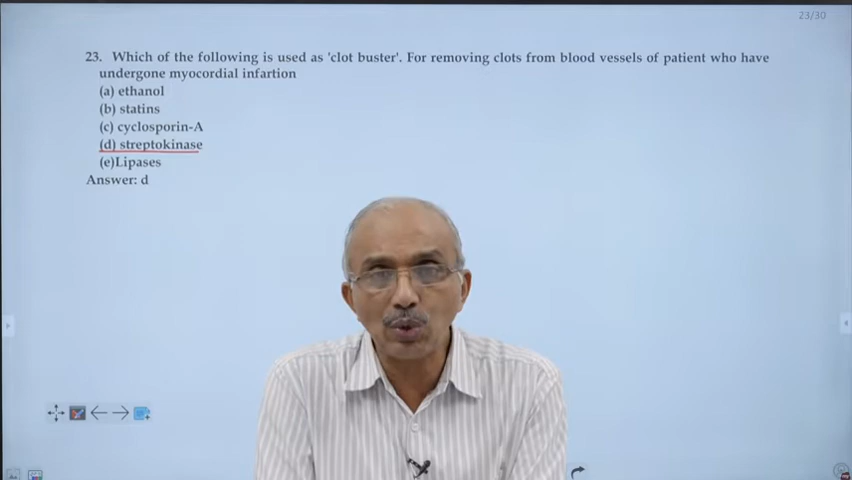 23/30
23. Which of the following is used as 'clot buster'. For removing clots from blood vessels of patient who have
undergone myocordial infartion
(a) ethanol
(b) statins
(c) cyclosporin-A
(d) streptokinase
(e)Lipases
Answer: d